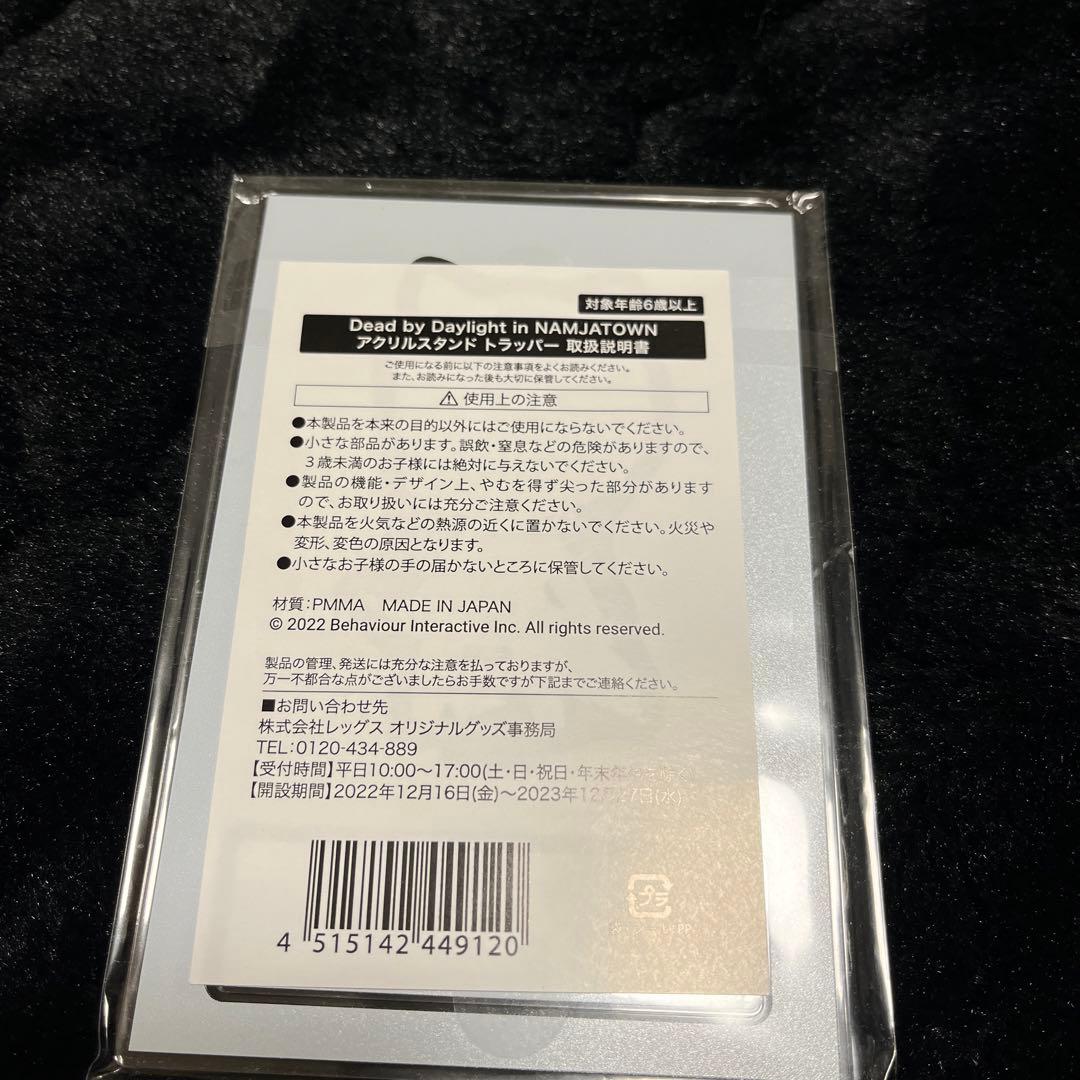 対象年齢6歳以上
Dead by Daylight in NAMJATOWN
アクリルスタンド トラッパー 取扱説明書
ご使用になる前に以下の注意事項をよくお読みください。
また、お読みになった後も大切に保管してください。
⚠ 使用上の注意
●本製品を本来の目的以外にはご使用にならないでください。
●小さな部品があります。誤飲・窒息などの危険がありますので、
3歳未満のお子様には絶対に与えないでください。
●製品の機能・デザイン上、やむを得ず尖った部分があります
ので、お取り扱いには充分ご注意ください。
●本製品を火気などの熱源の近くに置かないでください。火災や
変形、変色の原因となります。
●小さなお子様の手の届かないところに保管してください。
材質：PMMA MADE IN JAPAN
© 2022 Behaviour Interactive Inc. All rights reserved.
製品の管理、発送には充分な注意を払っておりますが、
万一不都合な点がございましたらお手数ですが下記までご連絡ください。
■お問い合わせ先
株式会社レッグス オリジナルグッズ事務局
TEL：0120-434-889
【受付時間】平日10:00～17:00(土・日・祝日・年末年始を除く)
【開設期間】2022年12月16日(金)～2023年12月27日(水)
4 515142 449120
プラ
PP